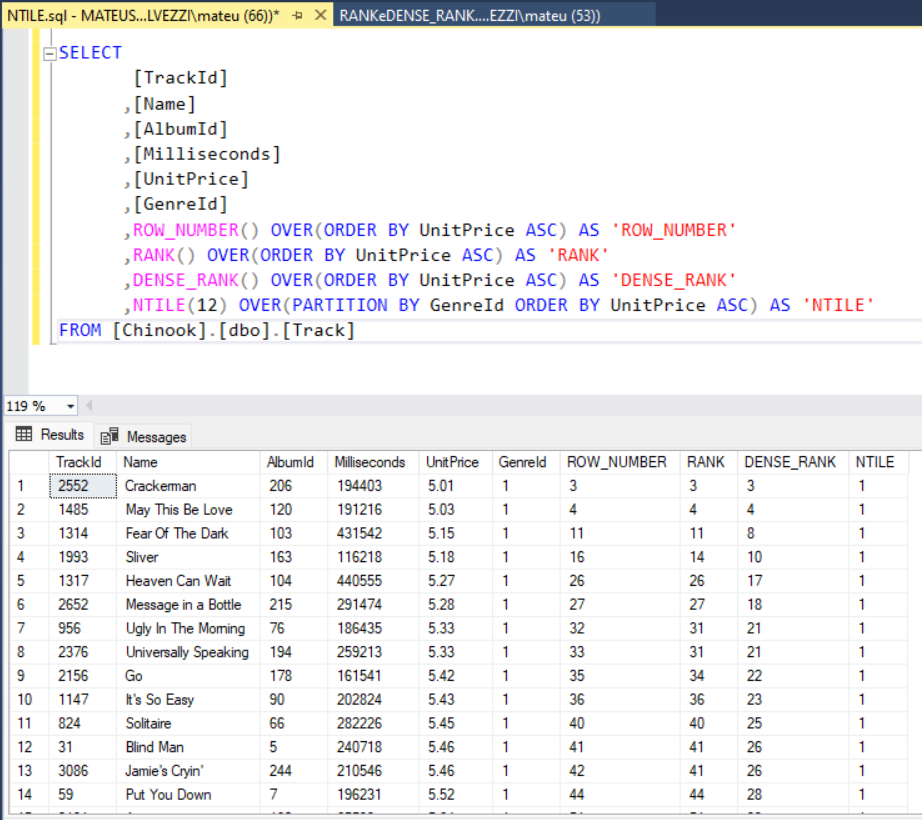 NTILE.sql - MATEUS...LVEZZI\mateu (66))* RANKeDENSE_RANK....EZZI\mateu (53))
SELECT
[TrackId]
,[Name]
,[AlbumId]
,[Milliseconds]
,[UnitPrice]
,[GenreId]
,ROW_NUMBER() OVER(ORDER BY UnitPrice ASC) AS 'ROW_NUMBER'
,RANK() OVER(ORDER BY UnitPrice ASC) AS 'RANK'
,DENSE_RANK() OVER(ORDER BY UnitPrice ASC) AS 'DENSE_RANK'
,NTILE(12) OVER(PARTITION BY GenreId ORDER BY UnitPrice ASC) AS 'NTILE'
FROM [Chinook].[dbo].[Track]
119 %
Results Messages
TrackId Name AlbumId Milliseconds UnitPrice GenreId ROW_NUMBER RANK DENSE_RANK NTILE
1 2552 Crackerman 206 194403 5.01 1 3 3 3 1
2 1485 May This Be Love 120 191216 5.03 1 4 4 4 1
3 1314 Fear Of The Dark 103 431542 5.15 1 11 11 8 1
4 1993 Sliver 163 116218 5.18 1 16 14 10 1
5 1317 Heaven Can Wait 104 440555 5.27 1 26 26 17 1
6 2652 Message in a Bottle 215 291474 5.28 1 27 27 18 1
7 956 Ugly In The Morning 76 186435 5.33 1 32 31 21 1
8 2376 Universally Speaking 194 259213 5.33 1 33 31 21 1
9 2156 Go 178 161541 5.42 1 35 34 22 1
10 1147 It's So Easy 90 202824 5.43 1 36 36 23 1
11 824 Solitaire 66 282226 5.45 1 40 40 25 1
12 31 Blind Man 5 240718 5.46 1 41 41 26 1
13 3086 Jamie's Cryin' 244 210546 5.46 1 42 41 26 1
14 59 Put You Down 7 196231 5.52 1 44 44 28 1